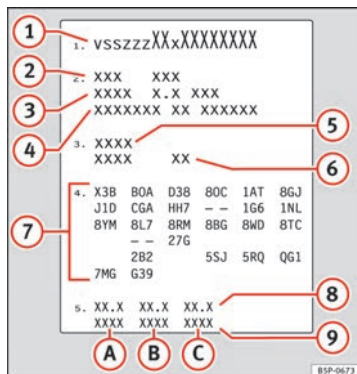 1
1. VSSZZZXXxXXXXXXXX
2
2. XXX XXX
3
XXXX X.X XXX
4
XXXXXXX XX XXXXXX
5
3. XXXX
XXXX XX
6
4. X3B BOA D38 8OC 1AT 8GJ
J1D CGA HH7 - - 1G6 1NL
7
8YM 8L7 8RM 8BG 8WD 8TC
- - 27G
2B2 5SJ 5RQ QG1
7MG G39
5. XX.X XX.X XX.X
8
XXXX XXXX XXXX
9
A B C
B5P-0673